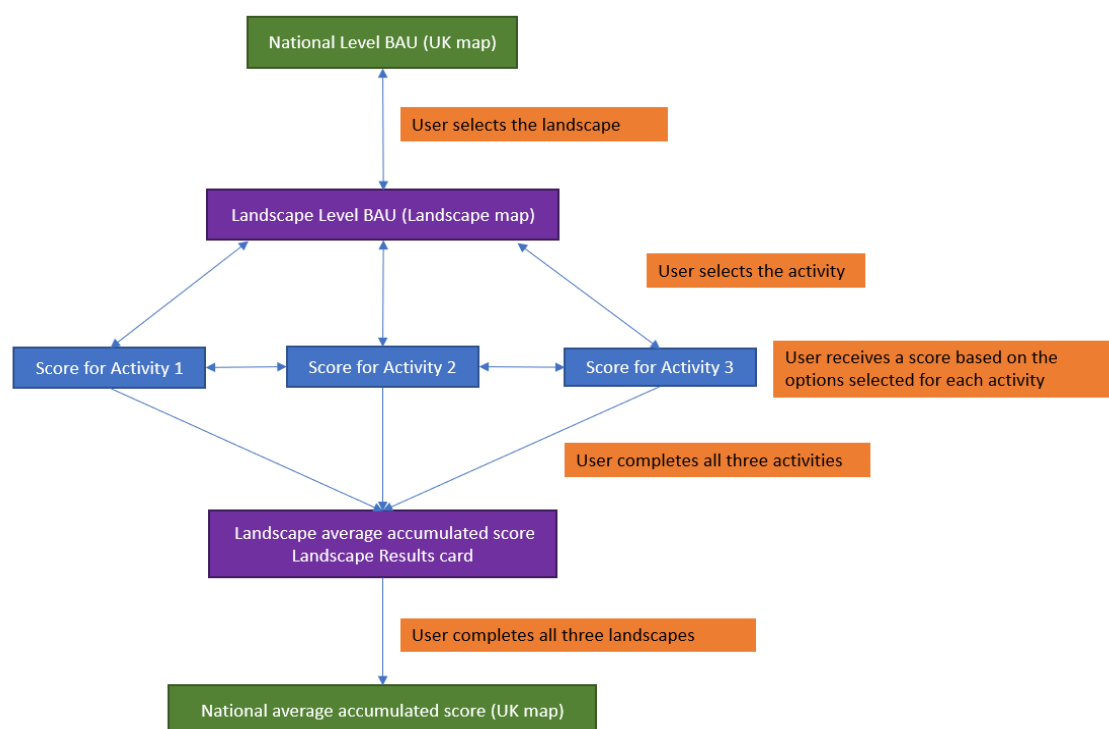 National Level BAU (UK map)
User selects the landscape
Landscape Level BAU (Landscape map)
User selects the activity
Score for Activity 1
Score for Activity 2
Score for Activity 3
User receives a score based on the
options selected for each activity
User completes all three activities
Landscape average accumulated score
Landscape Results card
User completes all three landscapes
National average accumulated score (UK map)